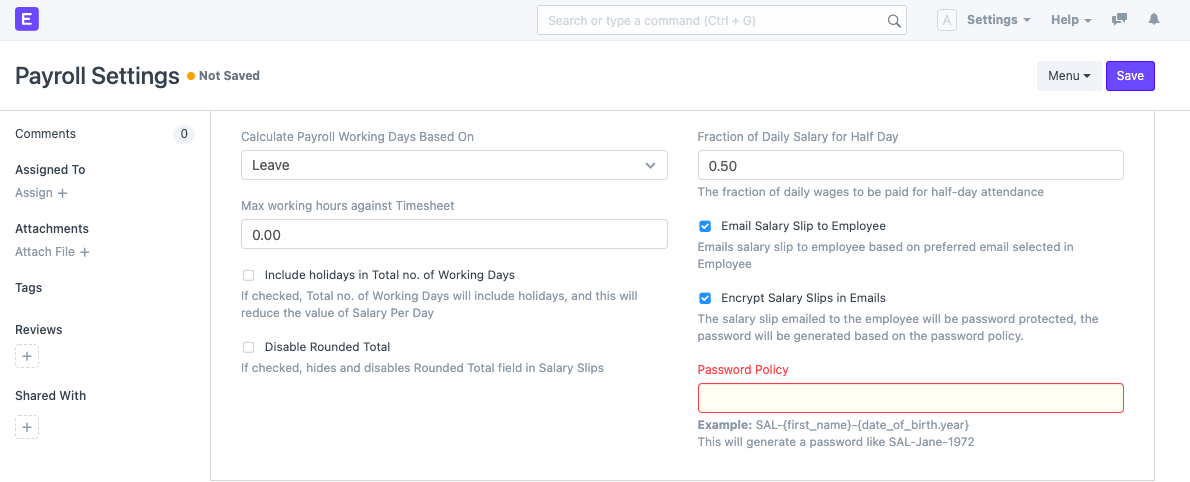 E
Search or type a command (Ctrl + G)
A
Settings
Help
Payroll Settings
Not Saved
Menu
Save
Comments
0
Assigned To
Assign +
Attachments
Attach File +
Tags
Reviews
+
Shared With
+
Calculate Payroll Working Days Based On
Leave
Max working hours against Timesheet
0.00
Include holidays in Total no. of Working Days
If checked, Total no. of Working Days will include holidays, and this will
reduce the value of Salary Per Day
Disable Rounded Total
If checked, hides and disables Rounded Total field in Salary Slips
Fraction of Daily Salary for Half Day
0.50
The fraction of daily wages to be paid for half-day attendance
Email Salary Slip to Employee
Emails salary slip to employee based on preferred email selected in
Employee
Encrypt Salary Slips in Emails
The salary slip emailed to the employee will be password protected, the
password will be generated based on the password policy.
Password Policy
Example: SAL-{first_name}-{date_of_birth.year}
This will generate a password like SAL-Jane-1972